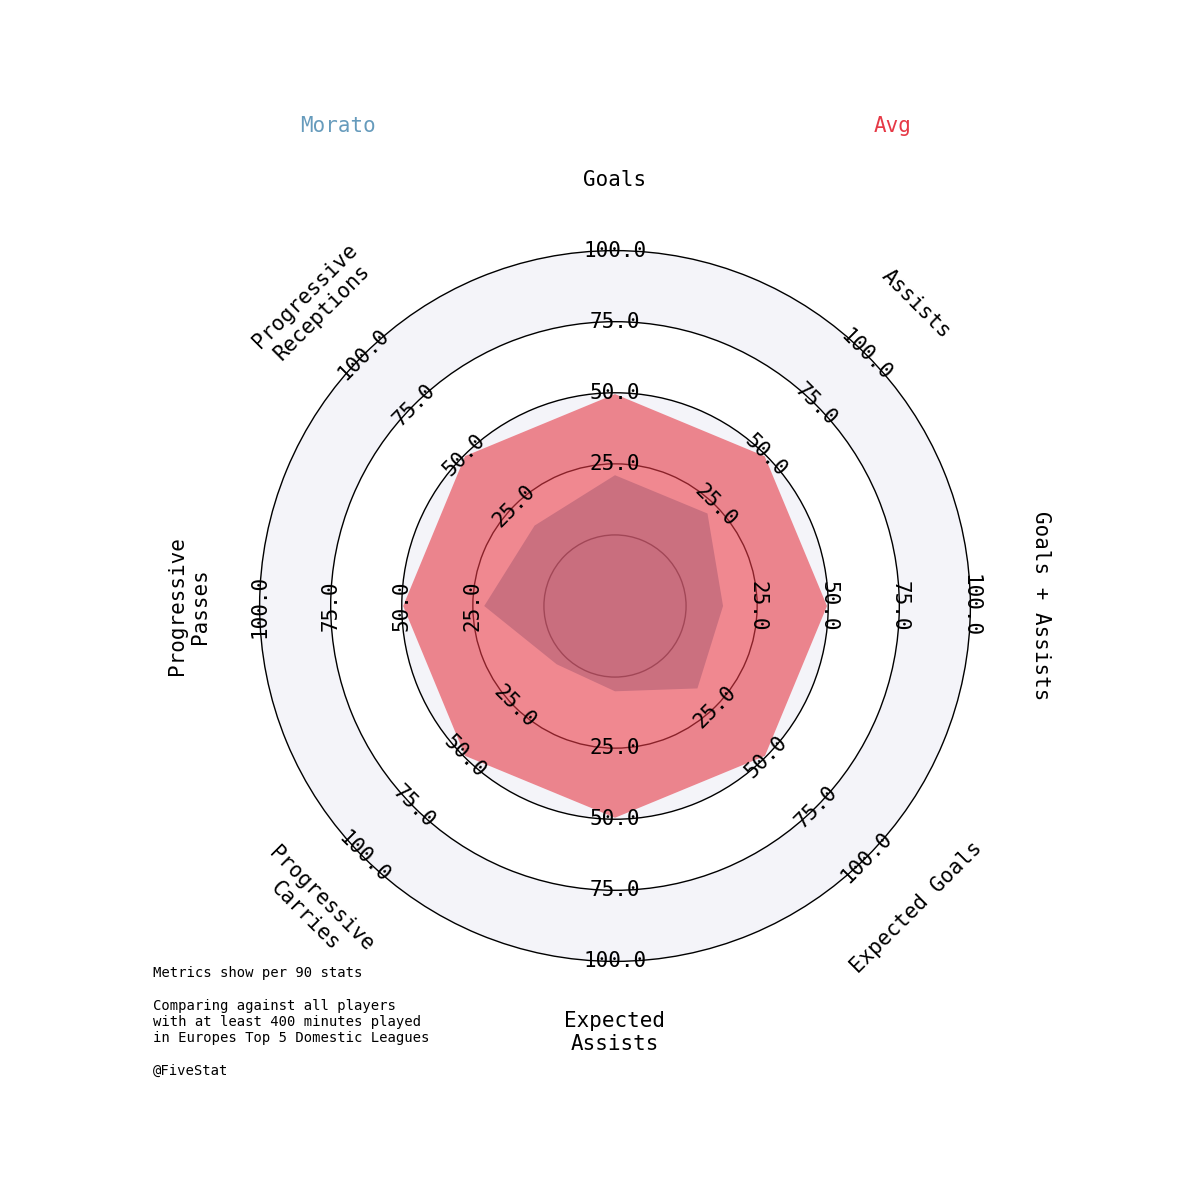 Morato
Avg
Goals
Assists
Goals + Assists
Expected Goals
Expected
Assists
Progressive
Carries
Progressive
Passes
Progressive
Receptions
25.0
50.0
75.0
100.0
25.0
50.0
75.0
100.0
25.0
50.0
75.0
100.0
25.0
50.0
75.0
100.0
25.0
50.0
75.0
100.0
25.0
50.0
75.0
100.0
25.0
50.0
75.0
100.0
25.0
50.0
75.0
100.0
Metrics show per 90 stats
Comparing against all players
with at least 400 minutes played
in Europes Top 5 Domestic Leagues
@FiveStat